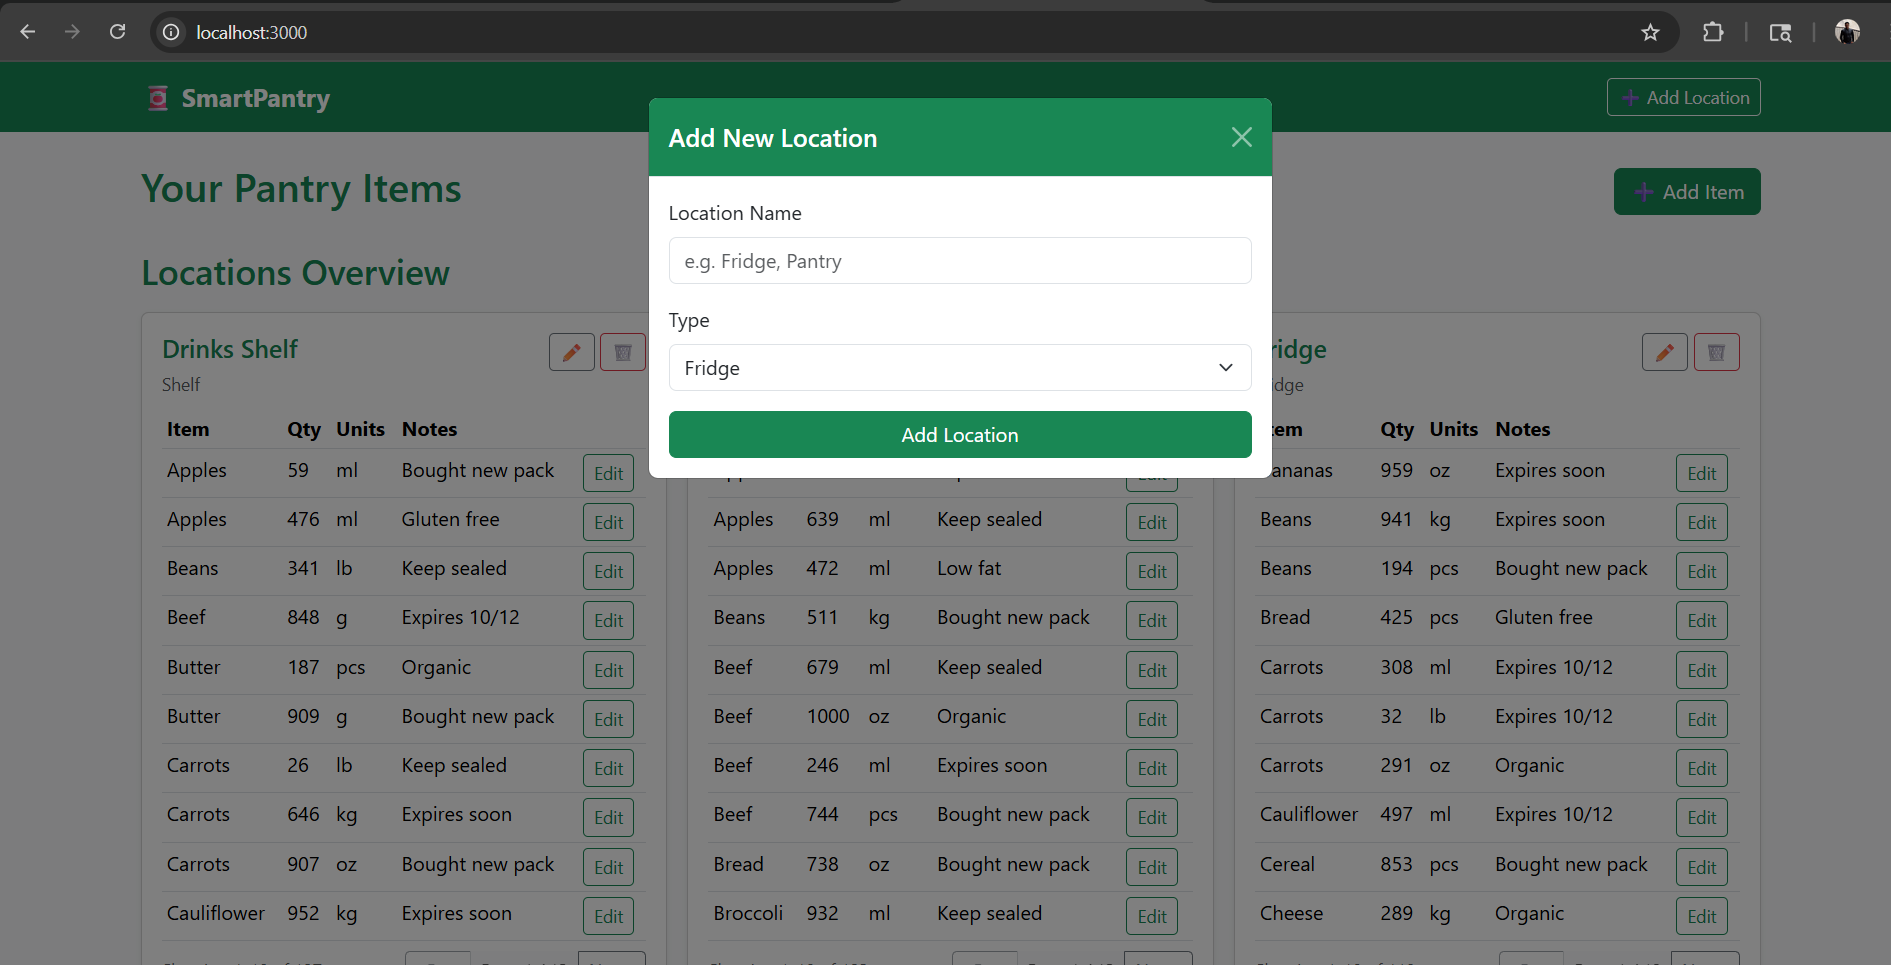 localhost:3000
SmartPantry
Add Location
Add New Location
Your Pantry Items
Add Item
Location Name
e.g. Fridge, Pantry
Locations Overview
Type
Fridge
Add Location
Drinks Shelf
Shelf
Item Qty Units Notes
Apples 59 ml Bought new pack Edit
Apples 476 ml Gluten free Edit
Beans 341 lb Keep sealed Edit
Beef 848 g Expires 10/12 Edit
Butter 187 pcs Organic Edit
Butter 909 g Bought new pack Edit
Carrots 26 lb Keep sealed Edit
Carrots 646 kg Expires soon Edit
Carrots 907 oz Bought new pack Edit
Cauliflower 952 kg Expires soon Edit
Apples 639 ml Keep sealed Edit
Apples 472 ml Low fat Edit
Beans 511 kg Bought new pack Edit
Beef 679 ml Keep sealed Edit
Beef 1000 oz Organic Edit
Beef 246 ml Expires soon Edit
Beef 744 pcs Bought new pack Edit
Bread 738 oz Bought new pack Edit
Broccoli 932 ml Keep sealed Edit
ridge
idge
em Qty Units Notes
ananas 959 oz Expires soon Edit
Beans 941 kg Expires soon Edit
Beans 194 pcs Bought new pack Edit
Bread 425 pcs Gluten free Edit
Carrots 308 ml Expires 10/12 Edit
Carrots 32 lb Expires 10/12 Edit
Carrots 291 oz Organic Edit
Cauliflower 497 ml Expires 10/12 Edit
Cereal 853 pcs Bought new pack Edit
Cheese 289 kg Organic Edit